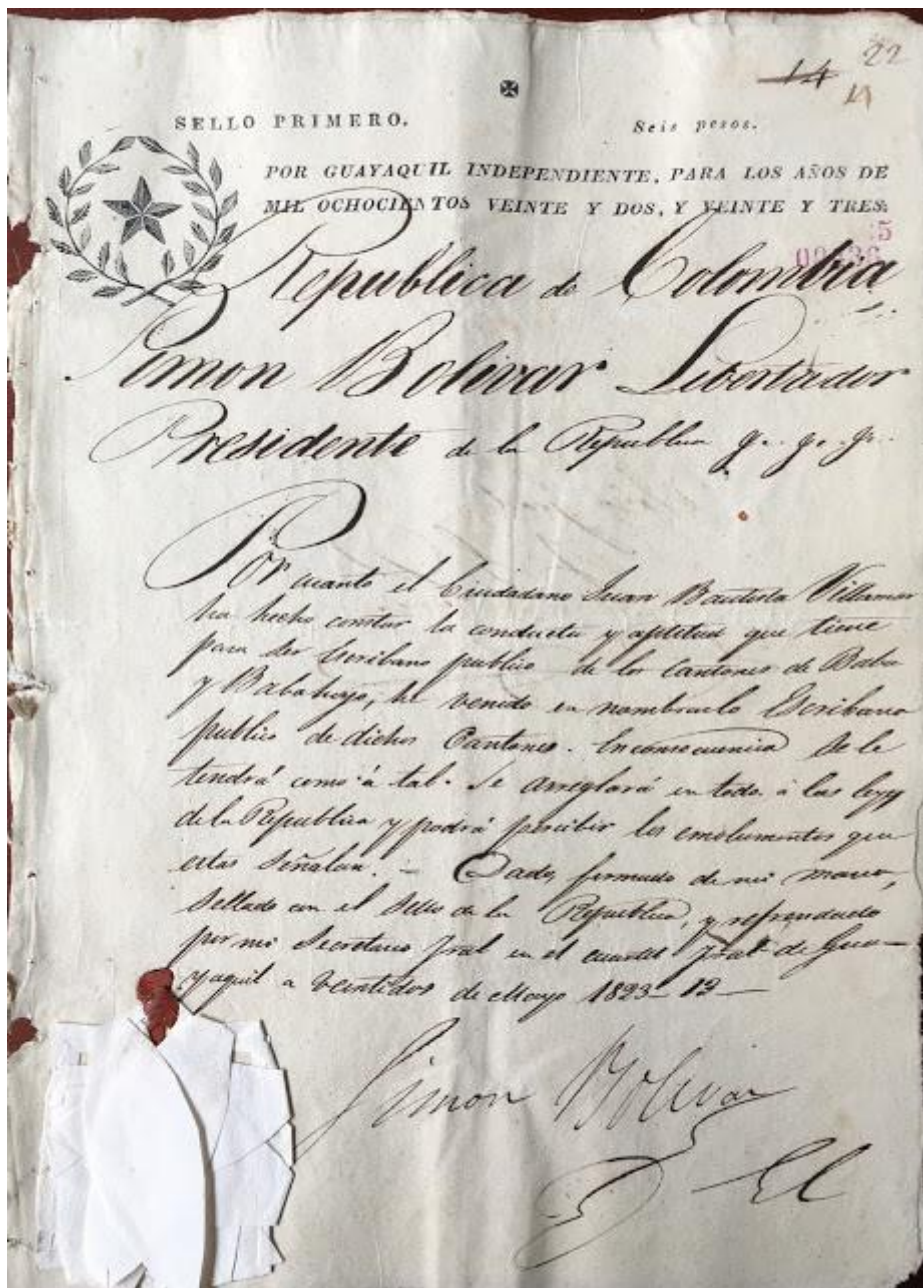 22
14
SELLO PRIMERO. Seis pesos.
POR GUAYAQUIL INDEPENDIENTE, PARA LOS AÑOS DE
MIL OCHOCIENTOS VEINTE Y DOS, Y VEINTE Y TRES.
Republica de Colombia
Simon Bolivar Libertador
Presidente de la Republica
Por cuanto el Ciudadano Juan Bautista Villamar
ha hecho constar la conducta y aptitud que tiene
para ser Escribano publico de los Cantones de Baba
y Babahoyo, he venido en nombrarlo Escribano
publico de dichos Cantones. En consecuencia se le
tendrá como á tal. Se arreglará en todo á las leyes
de la Republica y podrá percibir los emolumentos que
estas señalan. - Dado, firmado de mi mano,
sellado con el sello de la Republica, y refrendado
por mi Secretario Jral en el cuartel Jral de Gua-
yaquil a veintidos de Mayo 1823-13-
Simon Bolivar
El